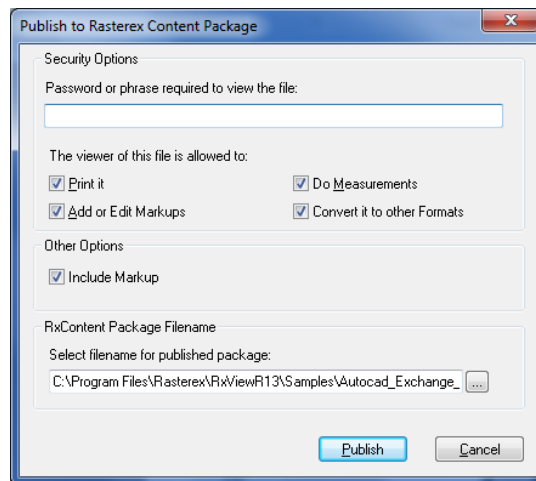 Publish to Rasterex Content Package
Security Options
Password or phrase required to view the file:
The viewer of this file is allowed to:
Print it
Do Measurements
Add or Edit Markups
Convert it to other Formats
Other Options
Include Markup
RxContent Package Filename
Select filename for published package:
C:\Program Files\Rasterex\RxViewR13\Samples\Autocad_Exchange_ ...
Publish Cancel